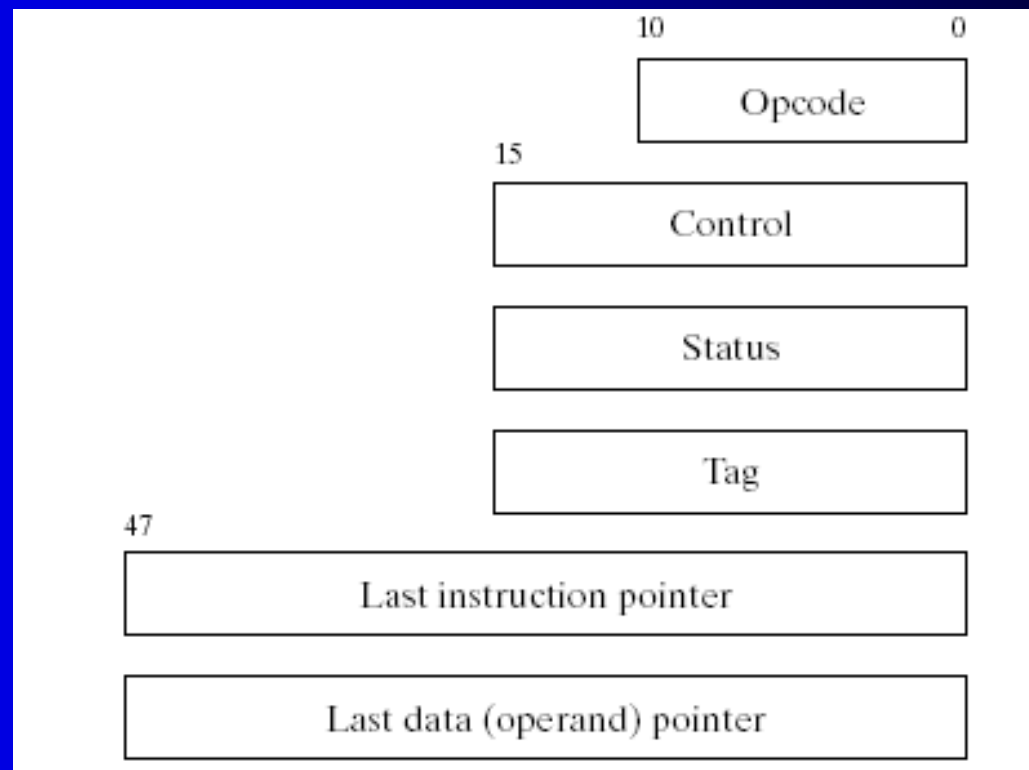 10 0
Opcode
15
Control
Status
Tag
47
Last instruction pointer
Last data (operand) pointer